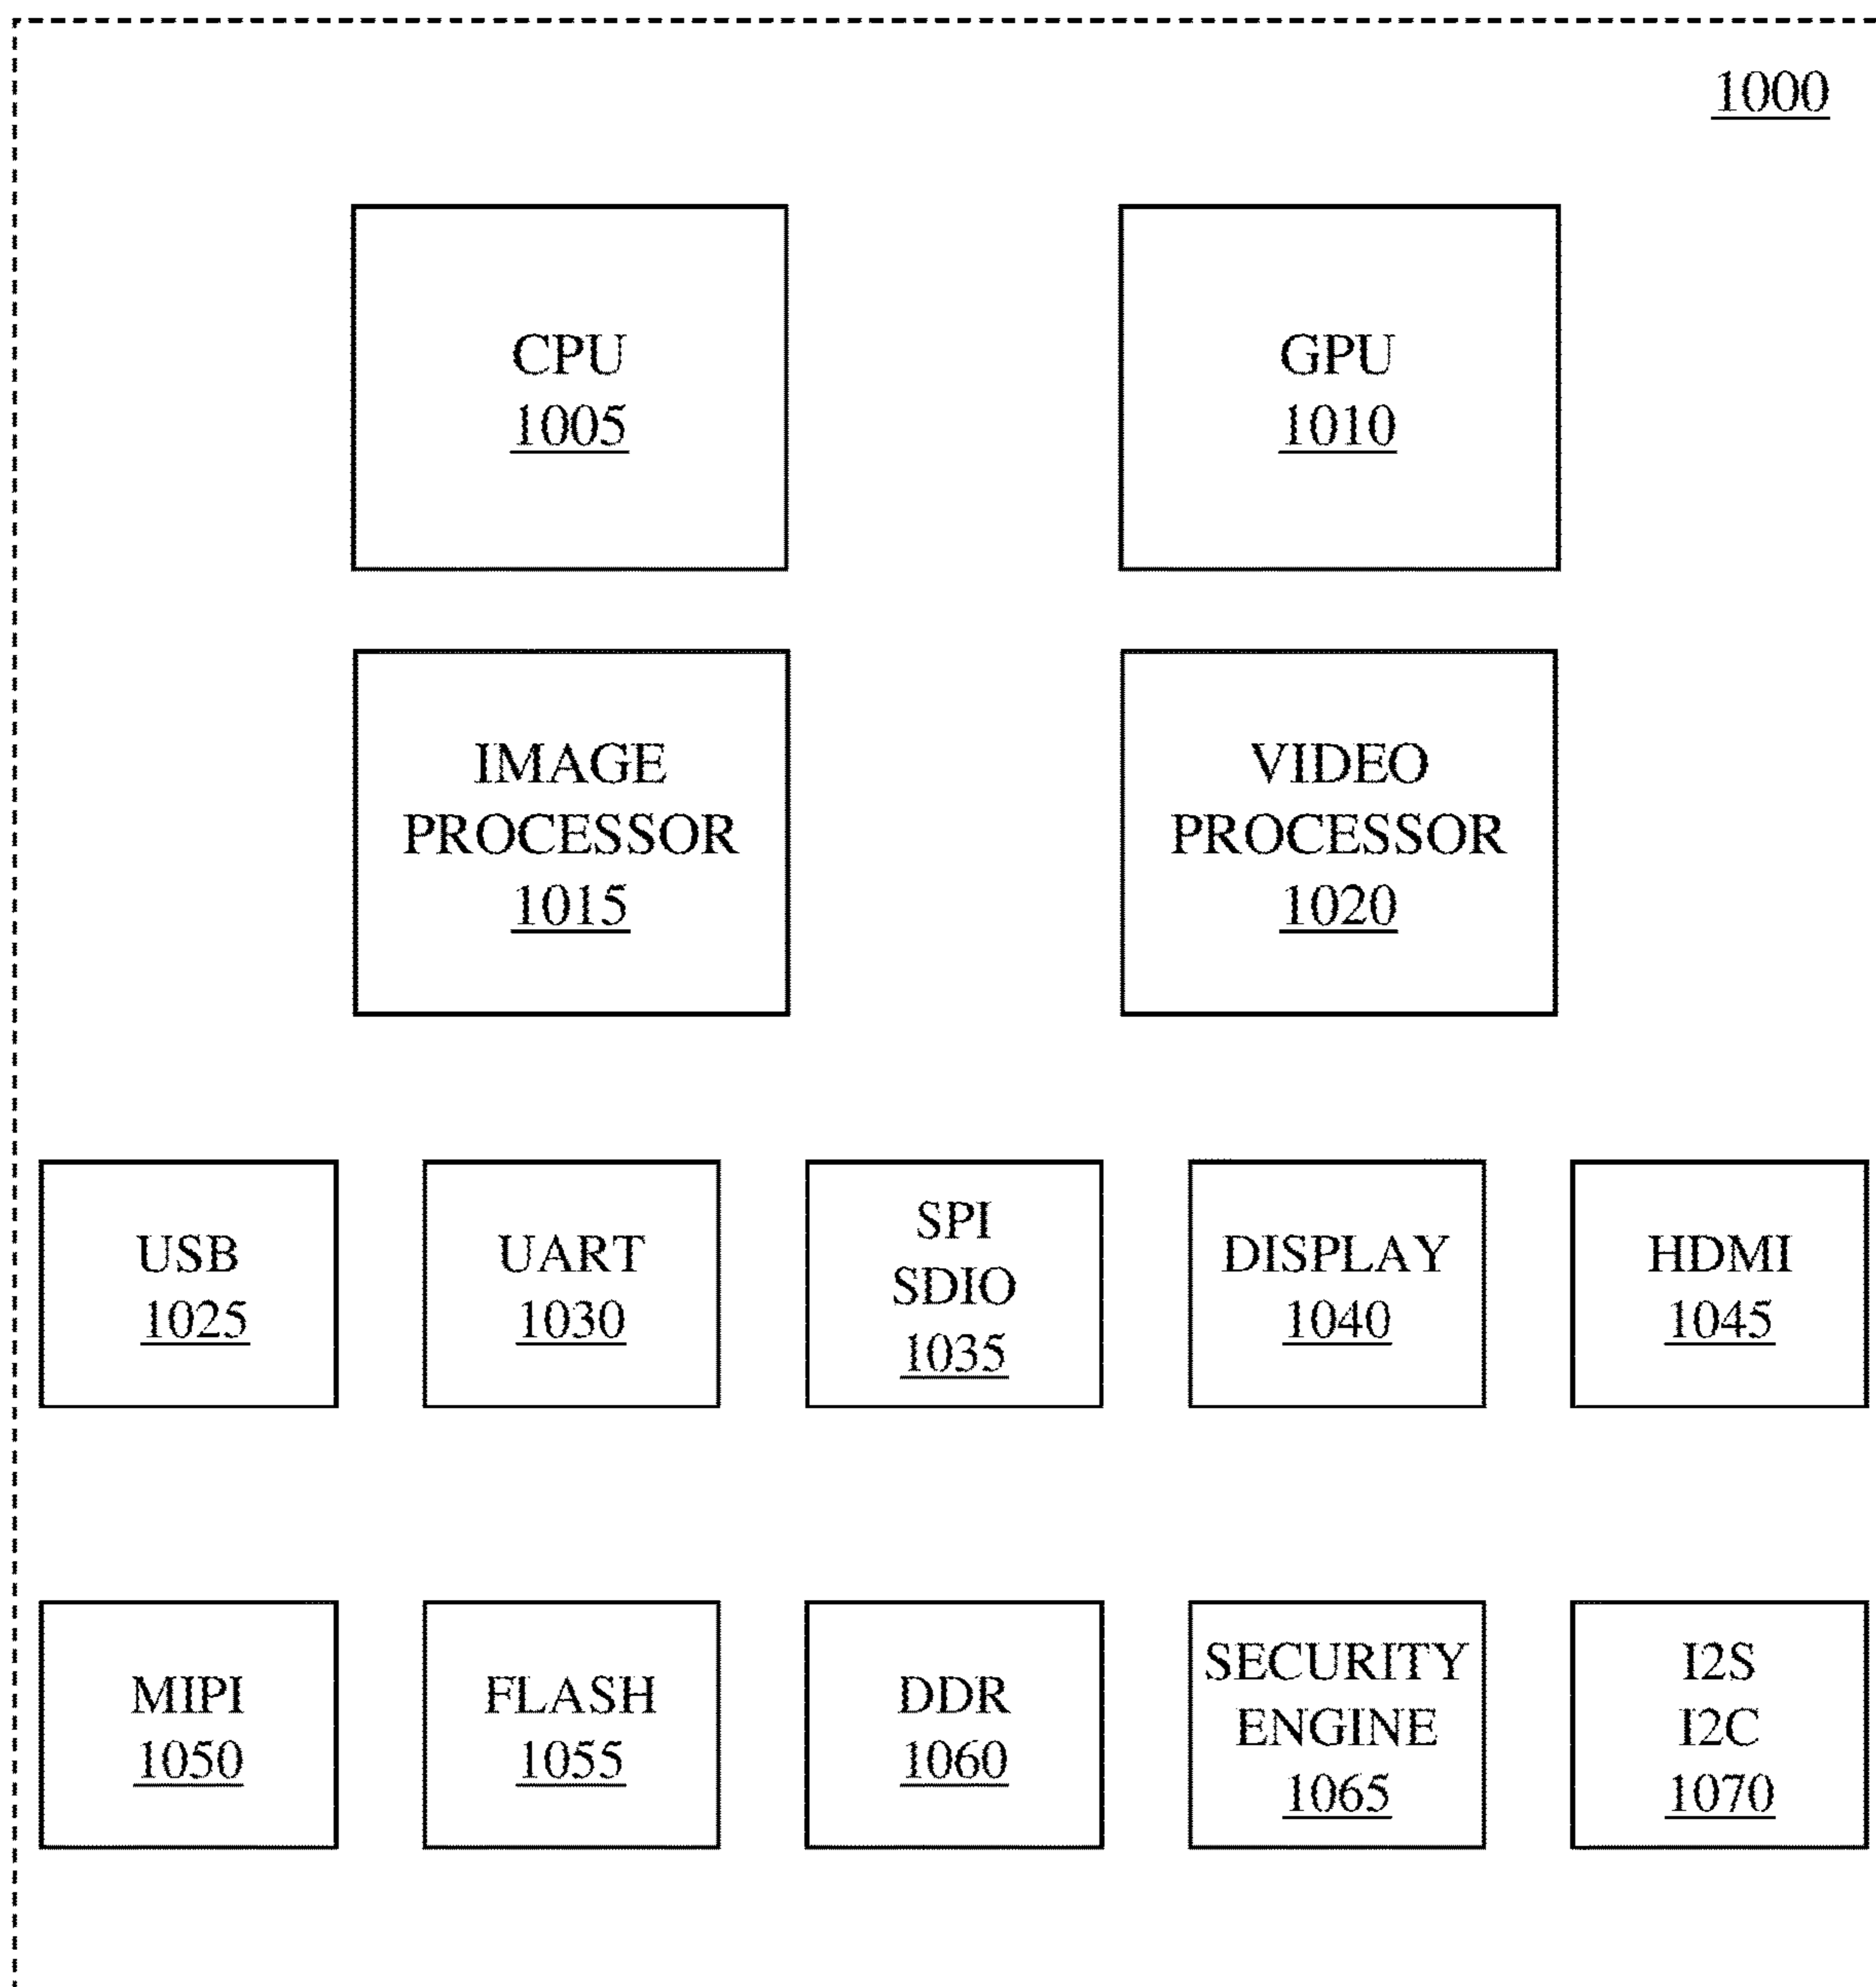 1000
CPU
1005
GPU
1010
IMAGE
PROCESSOR
1015
VIDEO
PROCESSOR
1020
USB
1025
UART
1030
SPI
SDIO
1035
DISPLAY
1040
HDMI
1045
MIPI
1050
FLASH
1055
DDR
1060
SECURITY
ENGINE
1065
I2S
I2C
1070